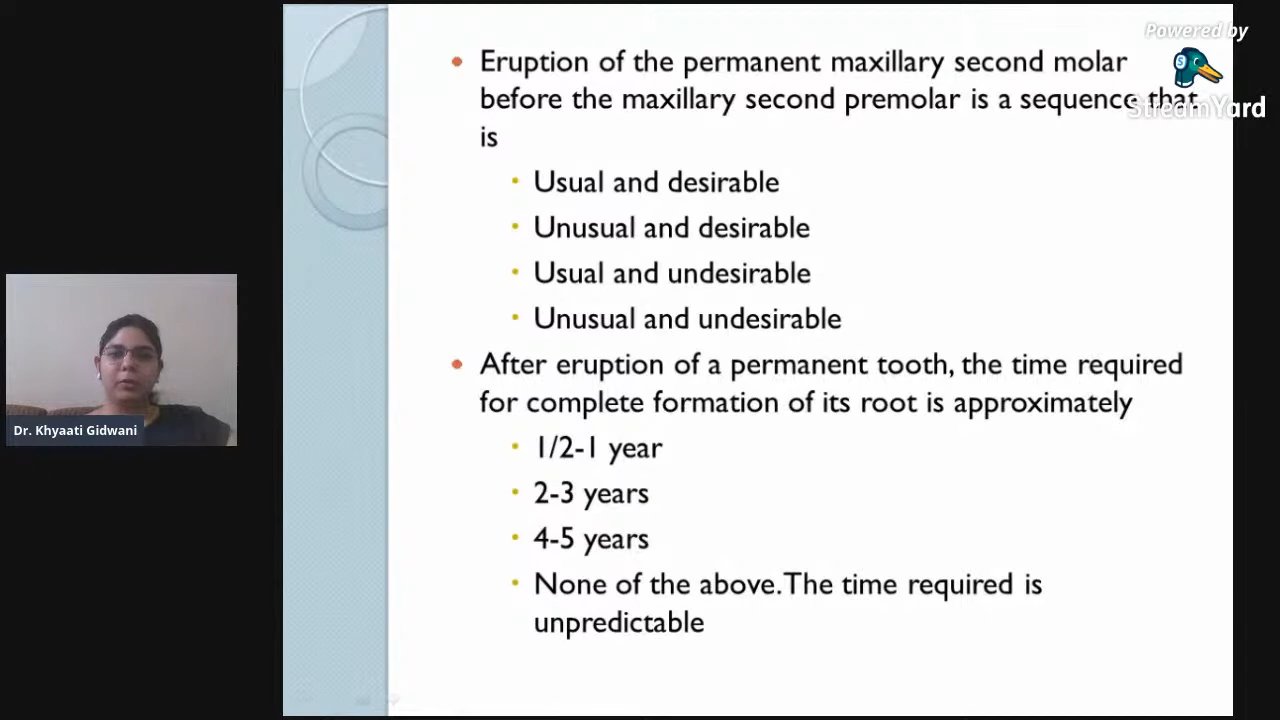 Powered by
StreamYard
Eruption of the permanent maxillary second molar
before the maxillary second premolar is a sequence that
is
Usual and desirable
Unusual and desirable
Usual and undesirable
Unusual and undesirable
After eruption of a permanent tooth, the time required
for complete formation of its root is approximately
1/2-1 year
2-3 years
4-5 years
None of the above. The time required is
unpredictable
Dr. Khyaati Gidwani